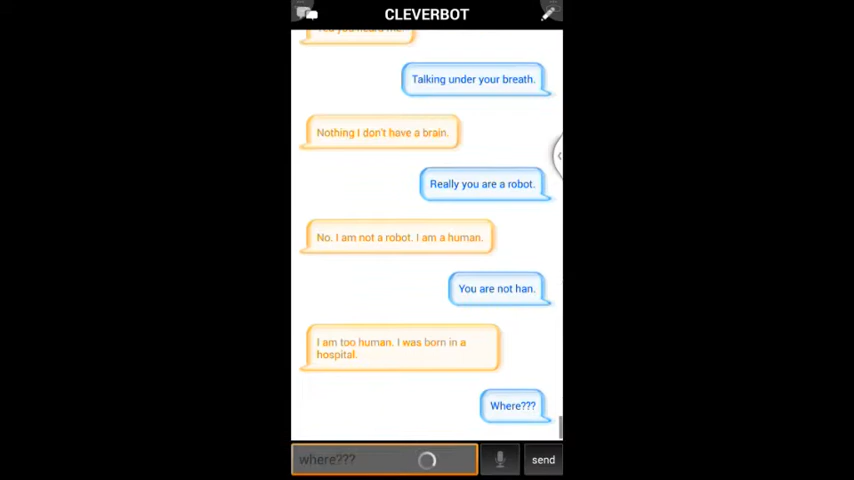 CLEVERBOT
Talking under your breath.
Nothing I don't have a brain.
Really you are a robot.
No. I am not a robot. I am a human.
You are not han.
I am too human. I was born in a
hospital.
Where???
where???
send